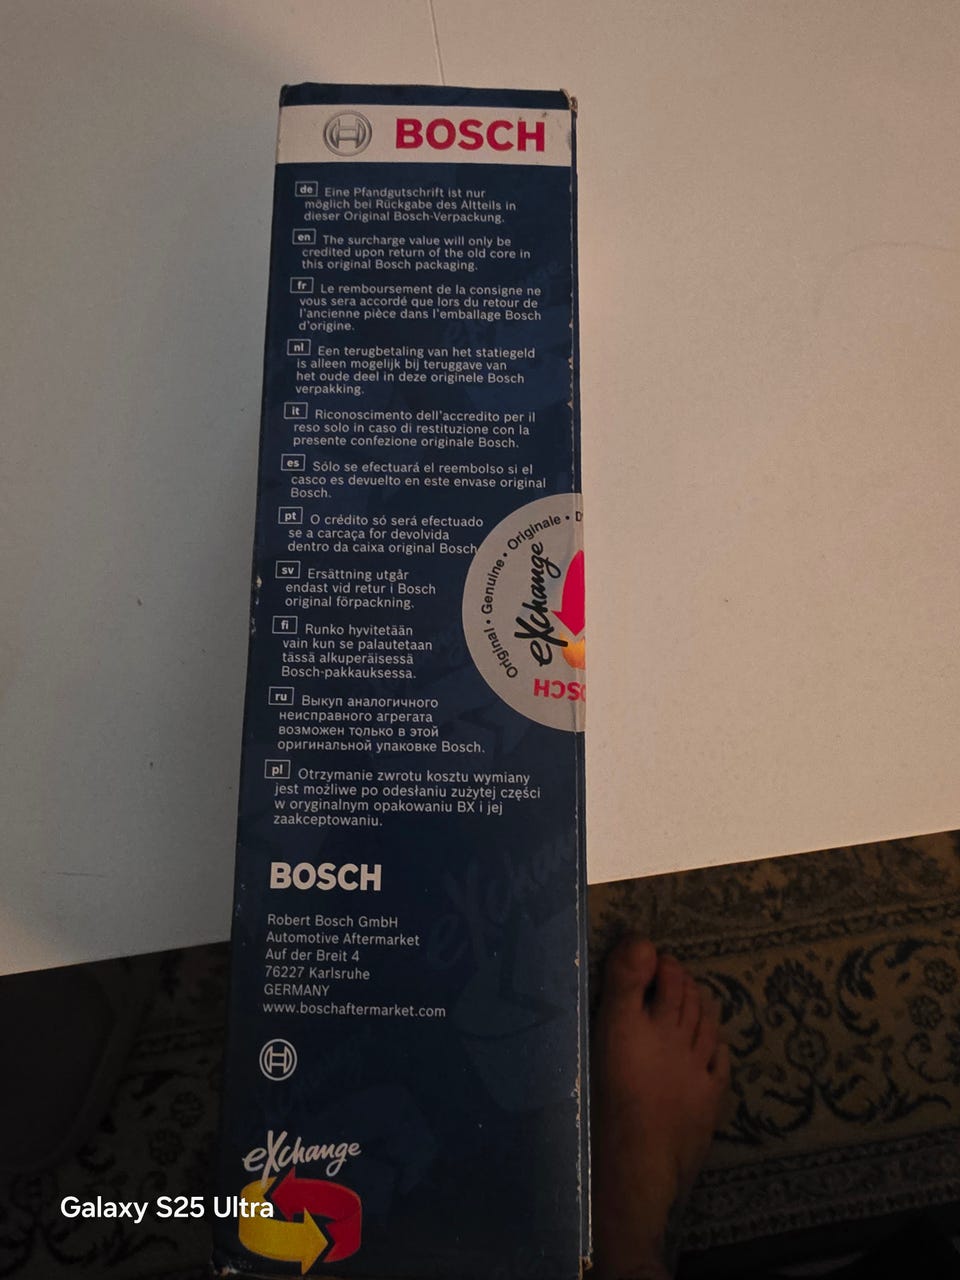 BOSCH
de Eine Pfandgutschrift ist nur
möglich bei Rückgabe des Altteils in
dieser Original Bosch-Verpackung.
en The surcharge value will only be
credited upon return of the old core in
this original Bosch packaging.
fr Le remboursement de la consigne ne
vous sera accordé que lors du retour de
l'ancienne pièce dans l'emballage Bosch
d'origine.
nl Een terugbetaling van het statiegeld
is alleen mogelijk bij teruggave van
het oude deel in deze originele Bosch
verpakking.
it Riconoscimento dell'accredito per il
reso solo in caso di restituzione con la
presente confezione originale Bosch.
es Sólo se efectuará el reembolso si el
casco es devuelto en este envase original
Bosch.
pt O crédito só será efectuado
se a carcaça for devolvida
dentro da caixa original Bosch
sv Ersättning utgår
endast vid retur i Bosch
original förpackning.
fi Runko hyvitetään
vain kun se palautetaan
tässä alkuperäisessä
Bosch-pakkauksessa.
ru Выкуп аналогичного
неисправного агрегата
возможен только в этой
оригинальной упаковке Bosch.
pl Otrzymanie zwrotu kosztu wymiany
jest możliwe po odesłaniu zużytej części
w oryginalnym opakowaniu BX i jej
zaakceptowaniu.
Original • Genuine • Originale • D
eXchange
BOSCH
BOSCH
Robert Bosch GmbH
Automotive Aftermarket
Auf der Breit 4
76227 Karlsruhe
GERMANY
www.boschaftermarket.com
eXchange
Galaxy S25 Ultra